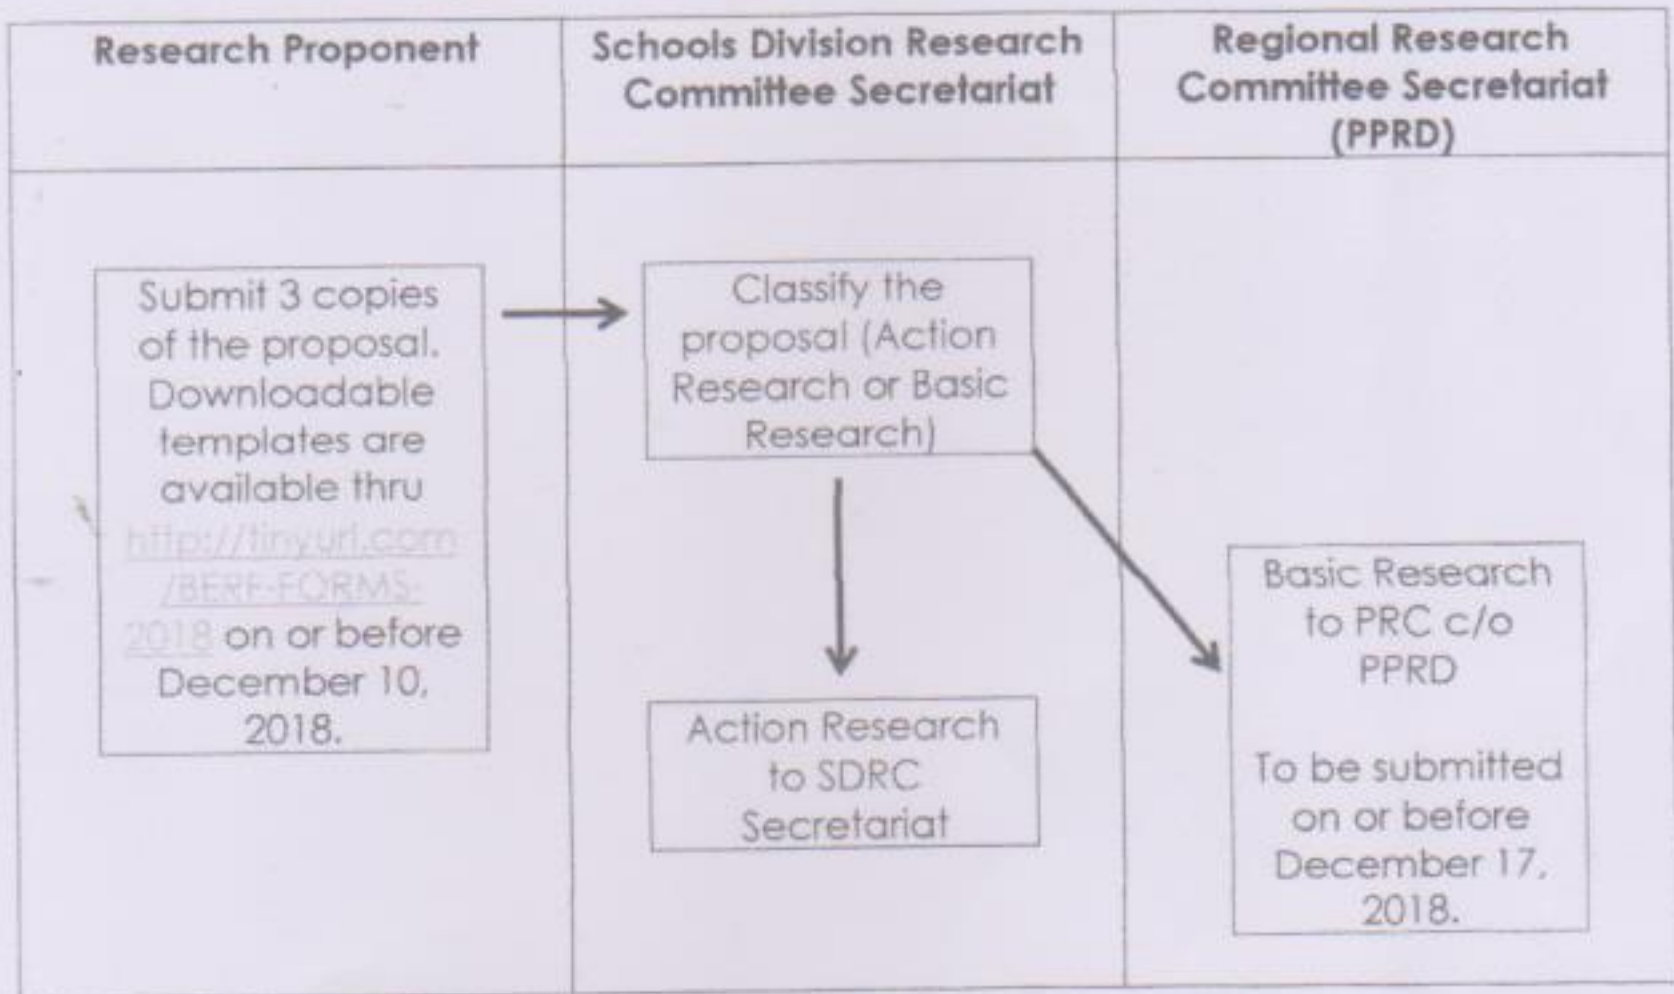 Research Proponent
Schools Division Research
Committee Secretariat
Regional Research
Committee Secretariat
(PPRD)
Submit 3 copies
of the proposal.
Downloadable
templates are
available thru
http://tinyurl.com
/BERF-FORMS-
2018 on or before
December 10,
2018.
Classify the
proposal (Action
Research or Basic
Research)
Action Research
to SDRC
Secretariat
Basic Research
to PRC c/o
PPRD
To be submitted
on or before
December 17,
2018.